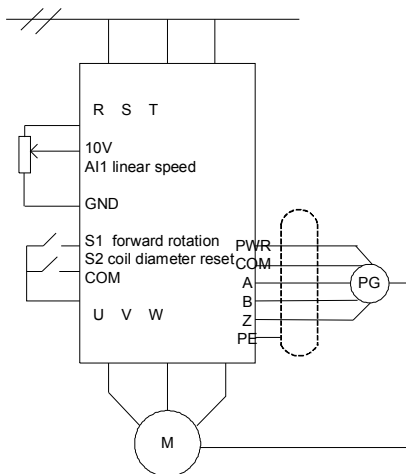 R S T
10V
AI1 linear speed
GND
S1 forward rotation
S2 coil diameter reset
COM
U V W
PWR
COM
A
B
Z
PE
PG
M